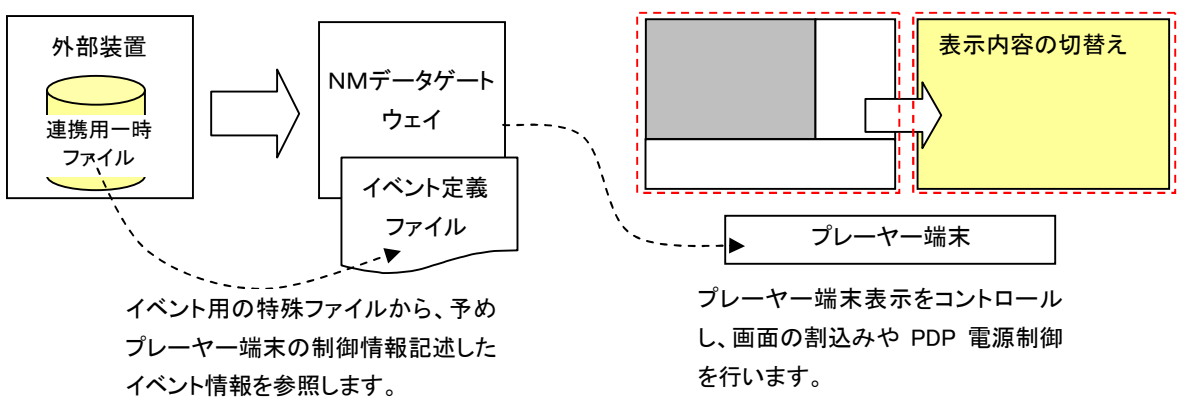 外部装置
連携用一時
ファイル
NMデータゲート
ウェイ
イベント定義
ファイル
イベント用の特殊ファイルから、予め
プレーヤー端末の制御情報記述した
イベント情報を参照します。
表示内容の切替え
プレーヤー端末
プレーヤー端末表示をコントロール
し、画面の割込みや PDP 電源制御
を行います。